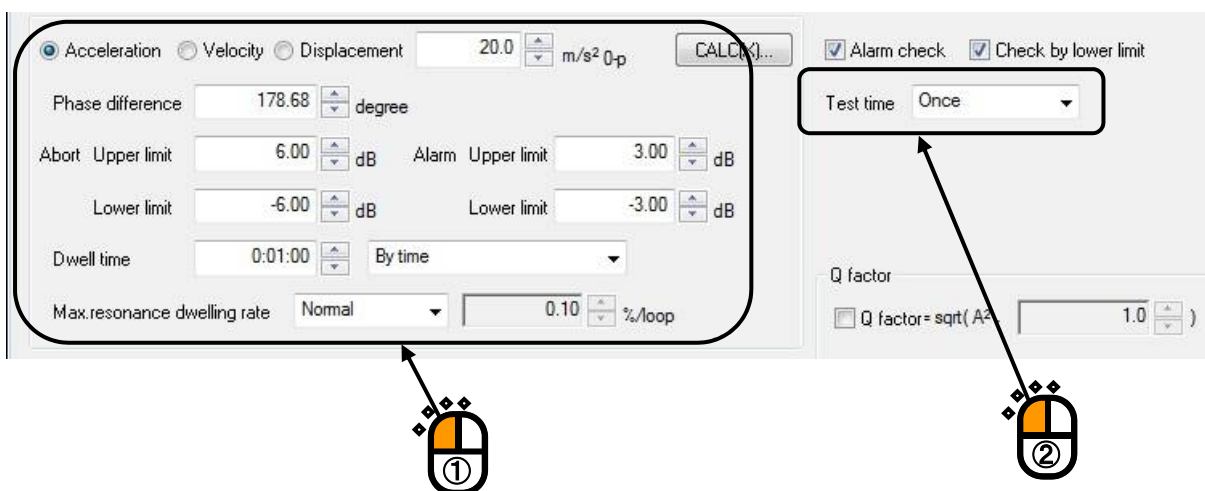 Acceleration Velocity Displacement 20.0 m/s² 0-p CALC(X)... Alarm check Check by lower limit
Phase difference 178.68 degree Test time Once
Abort Upper limit 6.00 dB Alarm Upper limit 3.00 dB
Lower limit -6.00 dB Lower limit -3.00 dB
Dwell time 0:01:00 By time
Q factor
Max.resonance dwelling rate Normal 0.10 %/loop Q factor= sqrt( A² - 1.0 )
① ②